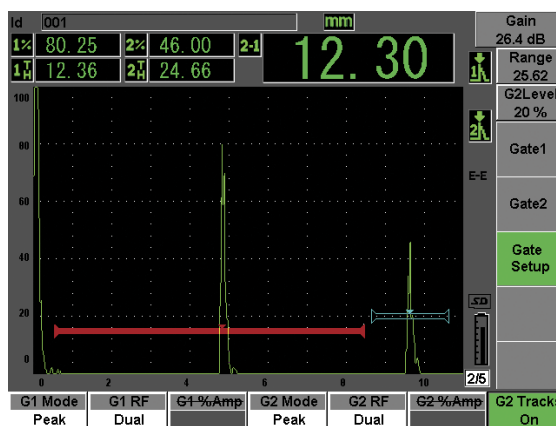 Id 001 mm Gain
26.4 dB
1% 80.25 2% 46.00 2-1 12.30
Range
25.62
12.36 24.66
G2Level
20 %
100
Gate1
80
E-E
60
Gate2
40
Gate
Setup
20
SD
0
0 2 4 6 8 10
2/5
G1 Mode G1 RF G1 %Amp G2 Mode G2 RF G2 %Amp G2 Tracks
Peak Dual Peak Dual On